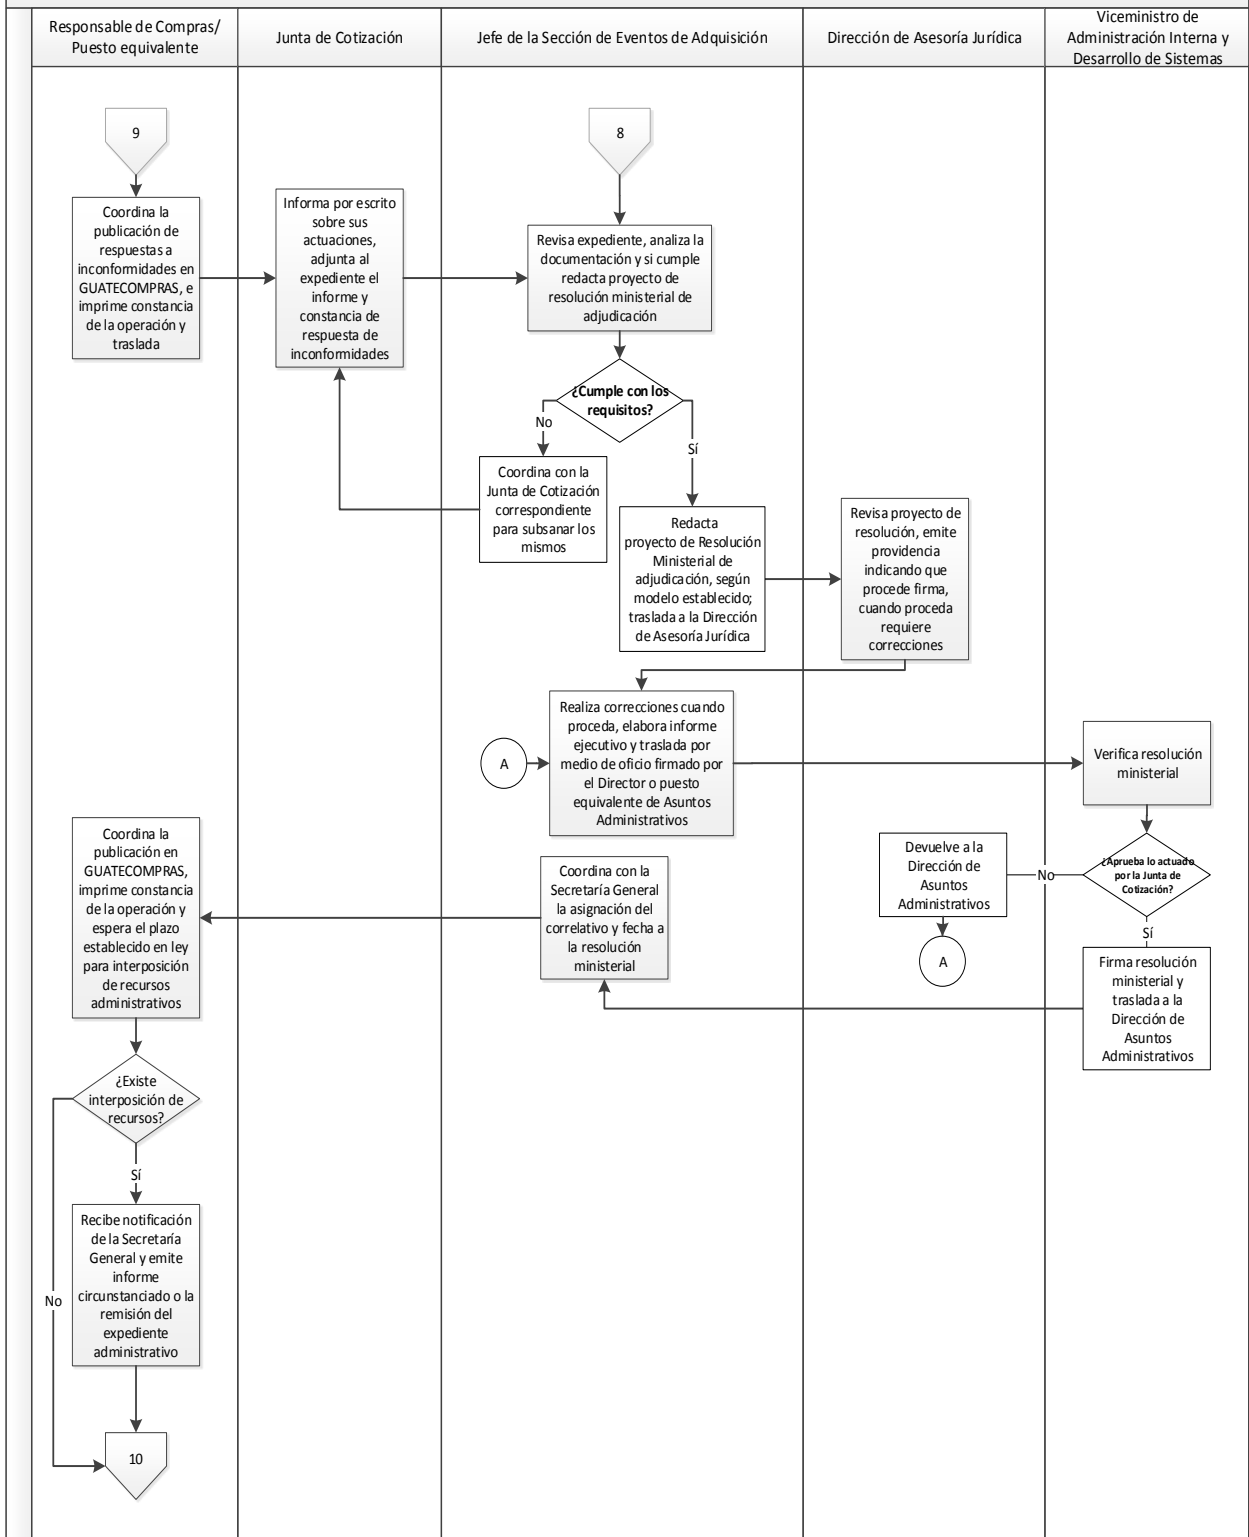 Responsable de Compras/
Puesto equivalente
Junta de Cotización
Jefe de la Sección de Eventos de Adquisición
Dirección de Asesoría Jurídica
Viceministro de
Administración Interna y
Desarrollo de Sistemas
9
8
Coordina la
publicación de
respuestas a
inconformidades en
GUATECOMPRAS, e
imprime constancia
de la operación y
traslada
Informa por escrito
sobre sus
actuaciones,
adjunta al
expediente el
informe y
constancia de
respuesta de
inconformidades
Revisa expediente, analiza la
documentación y si cumple
redacta proyecto de
resolución ministerial de
adjudicación
¿Cumple con los
requisitos?
No
Sí
Coordina con la
Junta de Cotización
correspondiente
para subsanar los
mismos
Redacta
proyecto de Resolución
Ministerial de
adjudicación, según
modelo establecido;
traslada a la Dirección
de Asesoría Jurídica
Revisa proyecto de
resolución, emite
providencia
indicando que
procede firma,
cuando proceda
requiere
correcciones
A
Realiza correcciones cuando
proceda, elabora informe
ejecutivo y traslada por
medio de oficio firmado por
el Director o puesto
equivalente de Asuntos
Administrativos
Verifica resolución
ministerial
¿Aprueba lo actuado
por la Junta de
Cotización?
No
Sí
Devuelve a la
Dirección de
Asuntos
Administrativos
A
Firma resolución
ministerial y
traslada a la
Dirección de
Asuntos
Administrativos
Coordina con la
Secretaría General
la asignación del
correlativo y fecha a
la resolución
ministerial
Coordina la
publicación en
GUATECOMPRAS,
imprime constancia
de la operación y
espera el plazo
establecido en ley
para interposición
de recursos
administrativos
¿Existe
interposición de
recursos?
Sí
No
Recibe notificación
de la Secretaría
General y emite
informe
circunstanciado o la
remisión del
expediente
administrativo
10